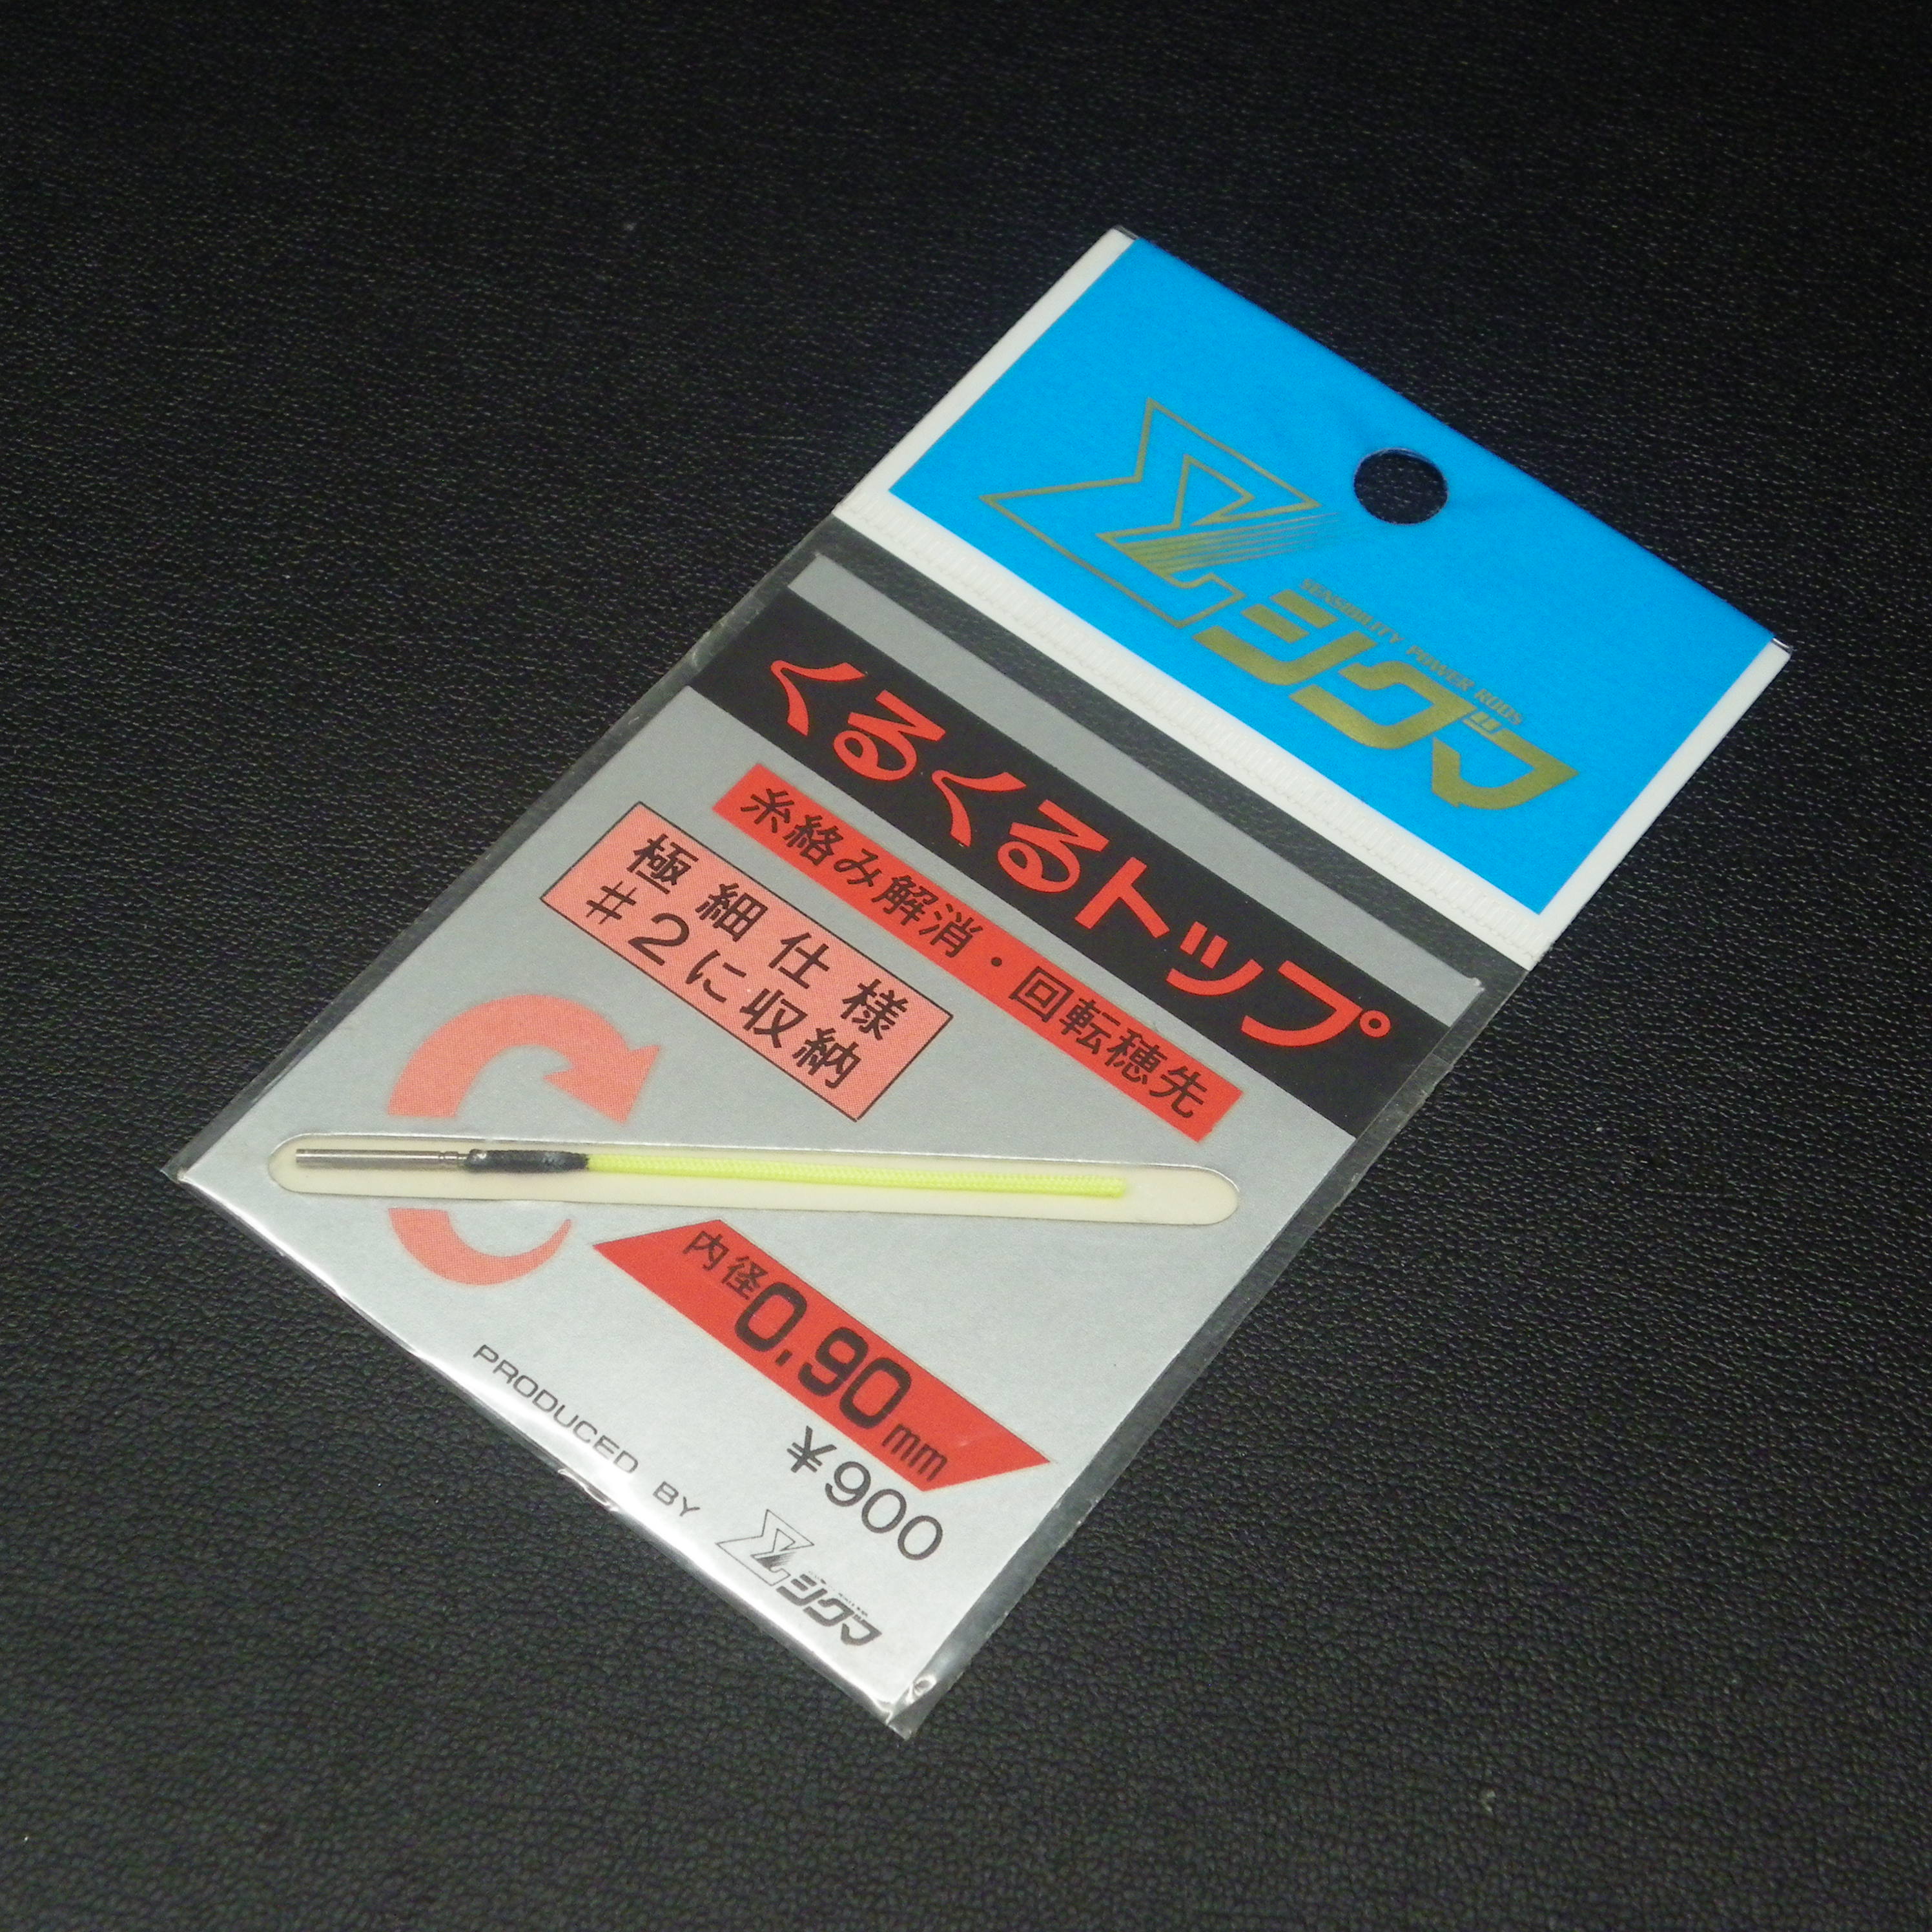 SENSIBILITY POWER RODS
Σシグマ
くるくるトップ
糸絡み解消・回転穂先
極細仕様
#2に収納
内径0.90mm
¥900
PRODUCED BY Σシグマ